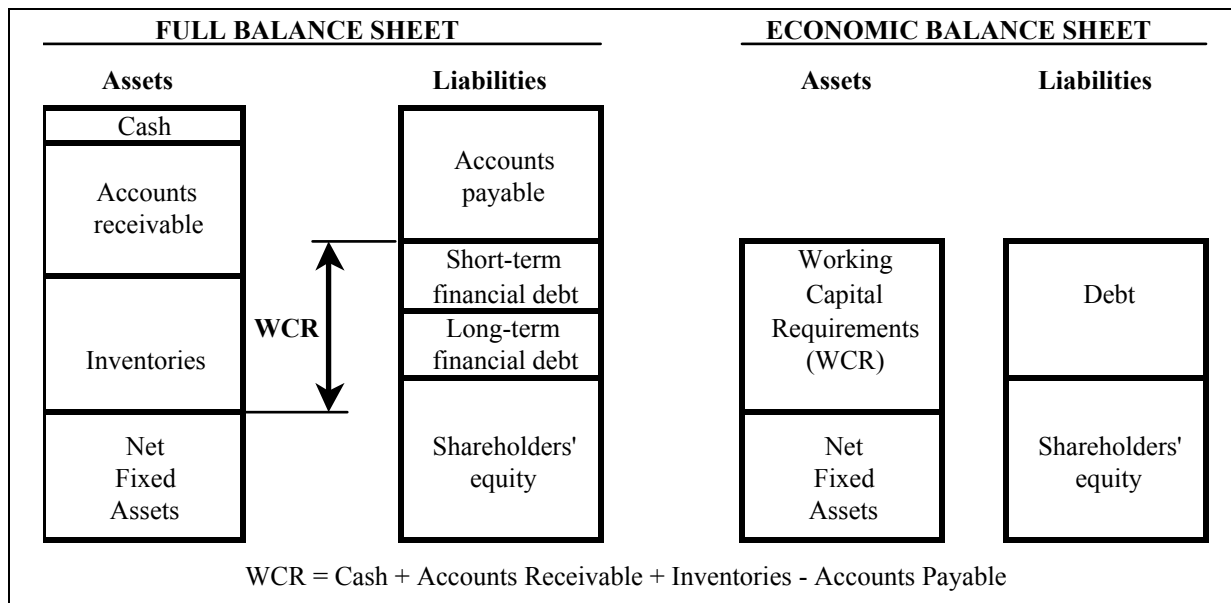 FULL BALANCE SHEET
Assets
Liabilities
Cash
Accounts
receivable
Inventories
Net
Fixed
Assets
WCR
Accounts
payable
Short-term
financial debt
Long-term
financial debt
Shareholders'
equity
ECONOMIC BALANCE SHEET
Assets
Liabilities
Working
Capital
Requirements
(WCR)
Net
Fixed
Assets
Debt
Shareholders'
equity
WCR = Cash + Accounts Receivable + Inventories - Accounts Payable